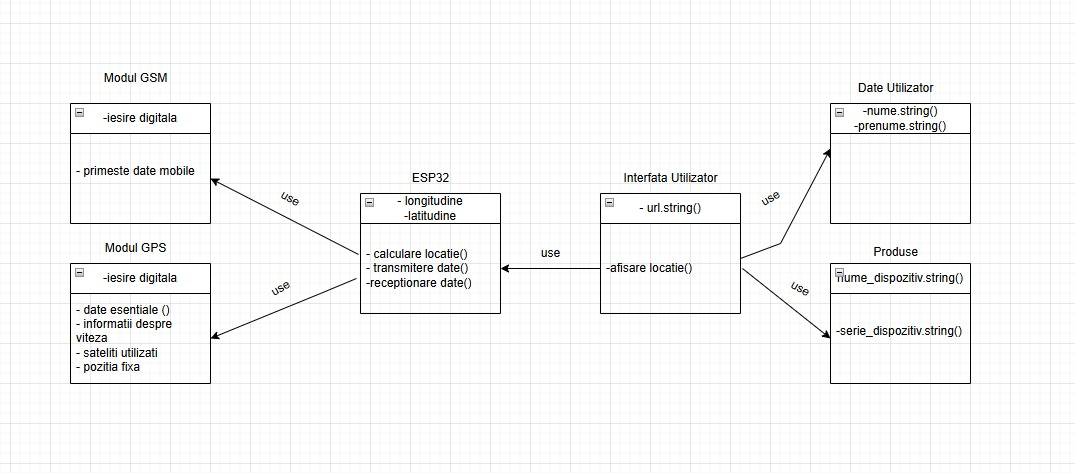 Modul GSM
-iesire digitala
- primeste date mobile
Modul GPS
-iesire digitala
- date esentiale ()
- informatii despre
viteza
- sateliti utilizati
- pozitia fixa
use
use
ESP32
- longitudine
-latitudine
- calculare locatie()
- transmitere date()
-receptionare date()
use
Interfata Utilizator
- url.string()
-afisare locatie()
use
use
Date Utilizator
-nume.string()
-prenume.string()
Produse
nume_dispozitiv.string()
-serie_dispozitiv.string()